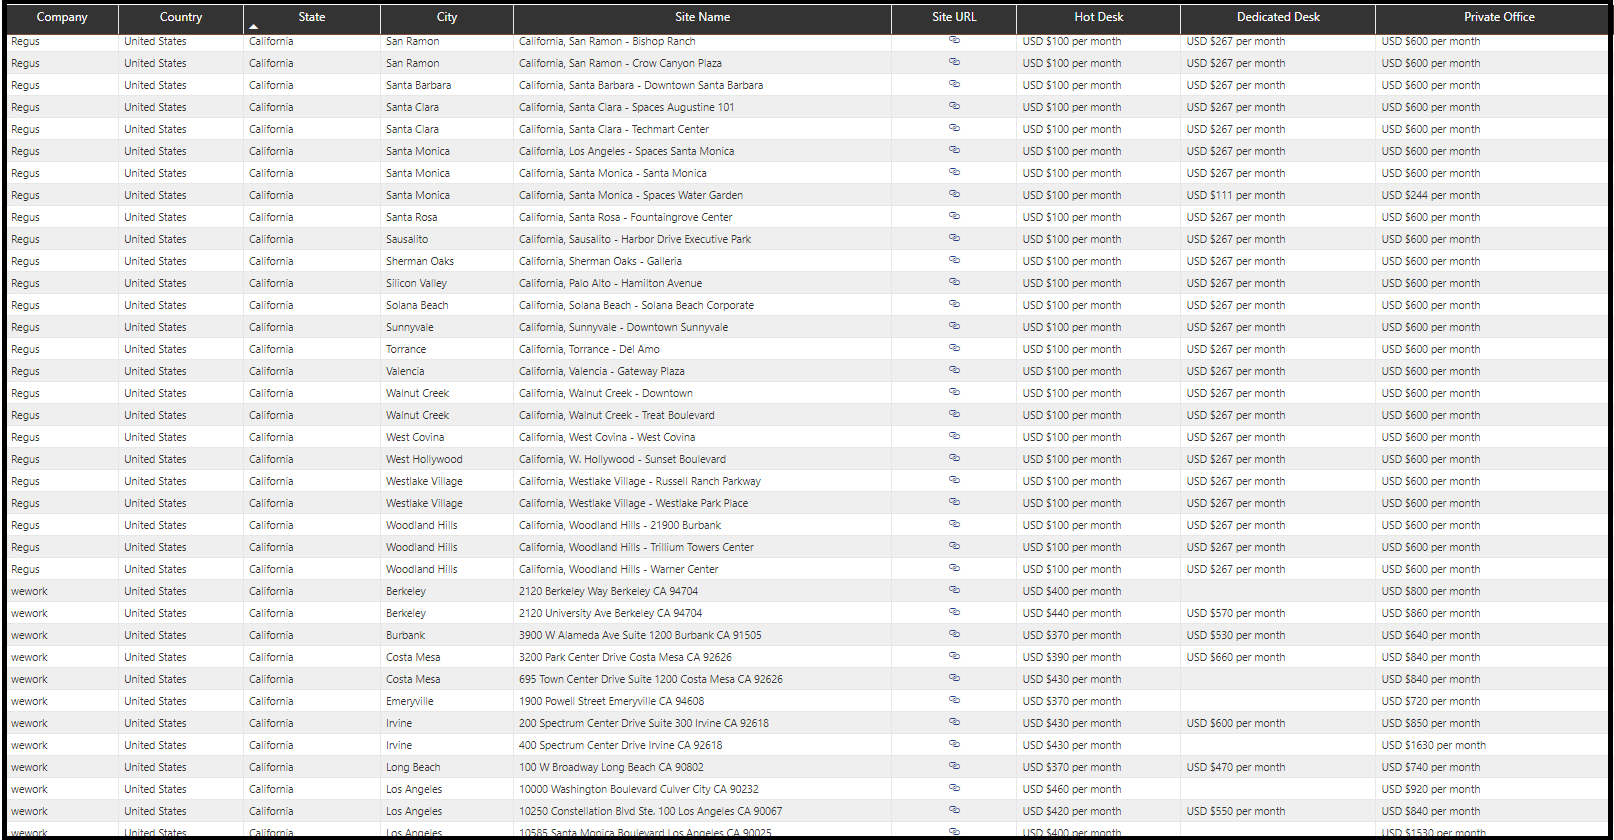 Company Country State City Site Name Site URL Hot Desk Dedicated Desk Private Office
Regus United States California San Ramon California, San Ramon - Bishop Ranch USD $100 per month USD $267 per month USD $600 per month
Regus United States California San Ramon California, San Ramon - Crow Canyon Plaza USD $100 per month USD $267 per month USD $600 per month
Regus United States California Santa Barbara California, Santa Barbara - Downtown Santa Barbara USD $100 per month USD $267 per month USD $600 per month
Regus United States California Santa Clara California, Santa Clara - Spaces Augustine 101 USD $100 per month USD $267 per month USD $600 per month
Regus United States California Santa Clara California, Santa Clara - Techmart Center USD $100 per month USD $267 per month USD $600 per month
Regus United States California Santa Monica California, Los Angeles - Spaces Santa Monica USD $100 per month USD $267 per month USD $600 per month
Regus United States California Santa Monica California, Santa Monica - Santa Monica USD $100 per month USD $267 per month USD $600 per month
Regus United States California Santa Monica California, Santa Monica - Spaces Water Garden USD $100 per month USD $111 per month USD $244 per month
Regus United States California Santa Rosa California, Santa Rosa - Fountaingrove Center USD $100 per month USD $267 per month USD $600 per month
Regus United States California Sausalito California, Sausalito - Harbor Drive Executive Park USD $100 per month USD $267 per month USD $600 per month
Regus United States California Sherman Oaks California, Sherman Oaks - Galleria USD $100 per month USD $267 per month USD $600 per month
Regus United States California Silicon Valley California, Palo Alto - Hamilton Avenue USD $100 per month USD $267 per month USD $600 per month
Regus United States California Solana Beach California, Solana Beach - Solana Beach Corporate USD $100 per month USD $267 per month USD $600 per month
Regus United States California Sunnyvale California, Sunnyvale - Downtown Sunnyvale USD $100 per month USD $267 per month USD $600 per month
Regus United States California Torrance California, Torrance - Del Amo USD $100 per month USD $267 per month USD $600 per month
Regus United States California Valencia California, Valencia - Gateway Plaza USD $100 per month USD $267 per month USD $600 per month
Regus United States California Walnut Creek California, Walnut Creek - Downtown USD $100 per month USD $267 per month USD $600 per month
Regus United States California Walnut Creek California, Walnut Creek - Treat Boulevard USD $100 per month USD $267 per month USD $600 per month
Regus United States California West Covina California, West Covina - West Covina USD $100 per month USD $267 per month USD $600 per month
Regus United States California West Hollywood California, W. Hollywood - Sunset Boulevard USD $100 per month USD $267 per month USD $600 per month
Regus United States California Westlake Village California, Westlake Village - Russell Ranch Parkway USD $100 per month USD $267 per month USD $600 per month
Regus United States California Westlake Village California, Westlake Village - Westlake Park Place USD $100 per month USD $267 per month USD $600 per month
Regus United States California Woodland Hills California, Woodland Hills - 21900 Burbank USD $100 per month USD $267 per month USD $600 per month
Regus United States California Woodland Hills California, Woodland Hills - Trillium Towers Center USD $100 per month USD $267 per month USD $600 per month
Regus United States California Woodland Hills California, Woodland Hills - Warner Center USD $100 per month USD $267 per month USD $600 per month
wework United States California Berkeley 2120 Berkeley Way Berkeley CA 94704 USD $400 per month USD $800 per month
wework United States California Berkeley 2120 University Ave Berkeley CA 94704 USD $440 per month USD $570 per month USD $860 per month
wework United States California Burbank 3900 W Alameda Ave Suite 1200 Burbank CA 91505 USD $370 per month USD $530 per month USD $640 per month
wework United States California Costa Mesa 3200 Park Center Drive Costa Mesa CA 92626 USD $390 per month USD $660 per month USD $840 per month
wework United States California Costa Mesa 695 Town Center Drive Suite 1200 Costa Mesa CA 92626 USD $430 per month USD $840 per month
wework United States California Emeryville 1900 Powell Street Emeryville CA 94608 USD $370 per month USD $720 per month
wework United States California Irvine 200 Spectrum Center Drive Suite 300 Irvine CA 92618 USD $430 per month USD $600 per month USD $850 per month
wework United States California Irvine 400 Spectrum Center Drive Irvine CA 92618 USD $430 per month USD $1630 per month
wework United States California Long Beach 100 W Broadway Long Beach CA 90802 USD $370 per month USD $470 per month USD $740 per month
wework United States California Los Angeles 10000 Washington Boulevard Culver City CA 90232 USD $460 per month USD $920 per month
wework United States California Los Angeles 10250 Constellation Blvd Ste. 100 Los Angeles CA 90067 USD $420 per month USD $550 per month USD $840 per month
wework United States California Los Angeles 10585 Santa Monica Boulevard Los Angeles CA 90025 USD $400 per month USD $1530 per month